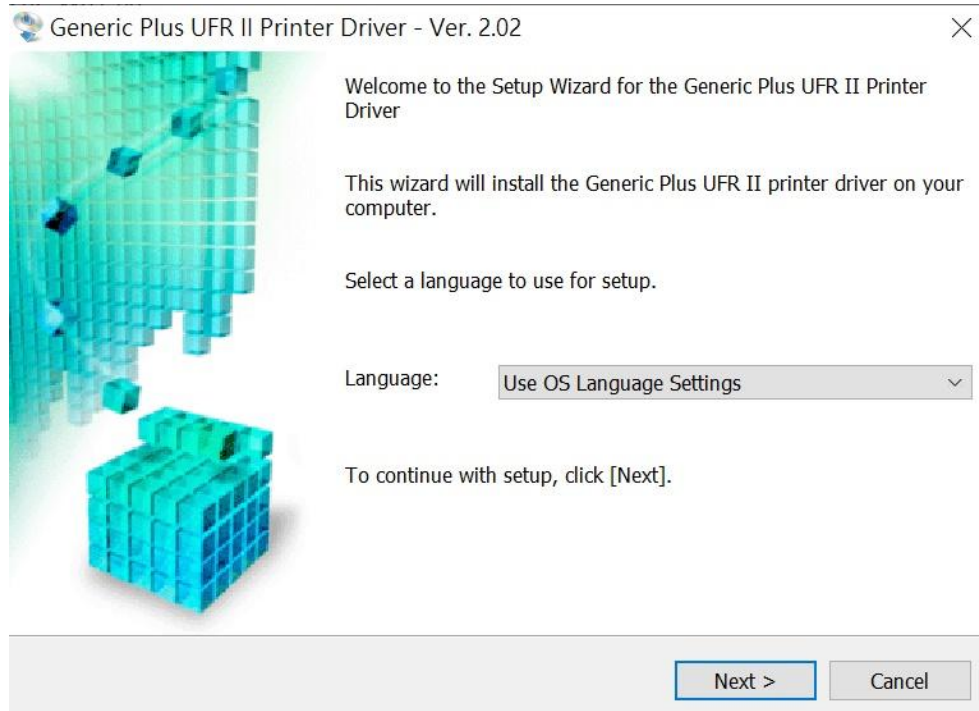 Generic Plus UFR II Printer Driver - Ver. 2.02
Welcome to the Setup Wizard for the Generic Plus UFR II Printer
Driver
This wizard will install the Generic Plus UFR II printer driver on your
computer.
Select a language to use for setup.
Language:
Use OS Language Settings
To continue with setup, click [Next].
Next >
Cancel